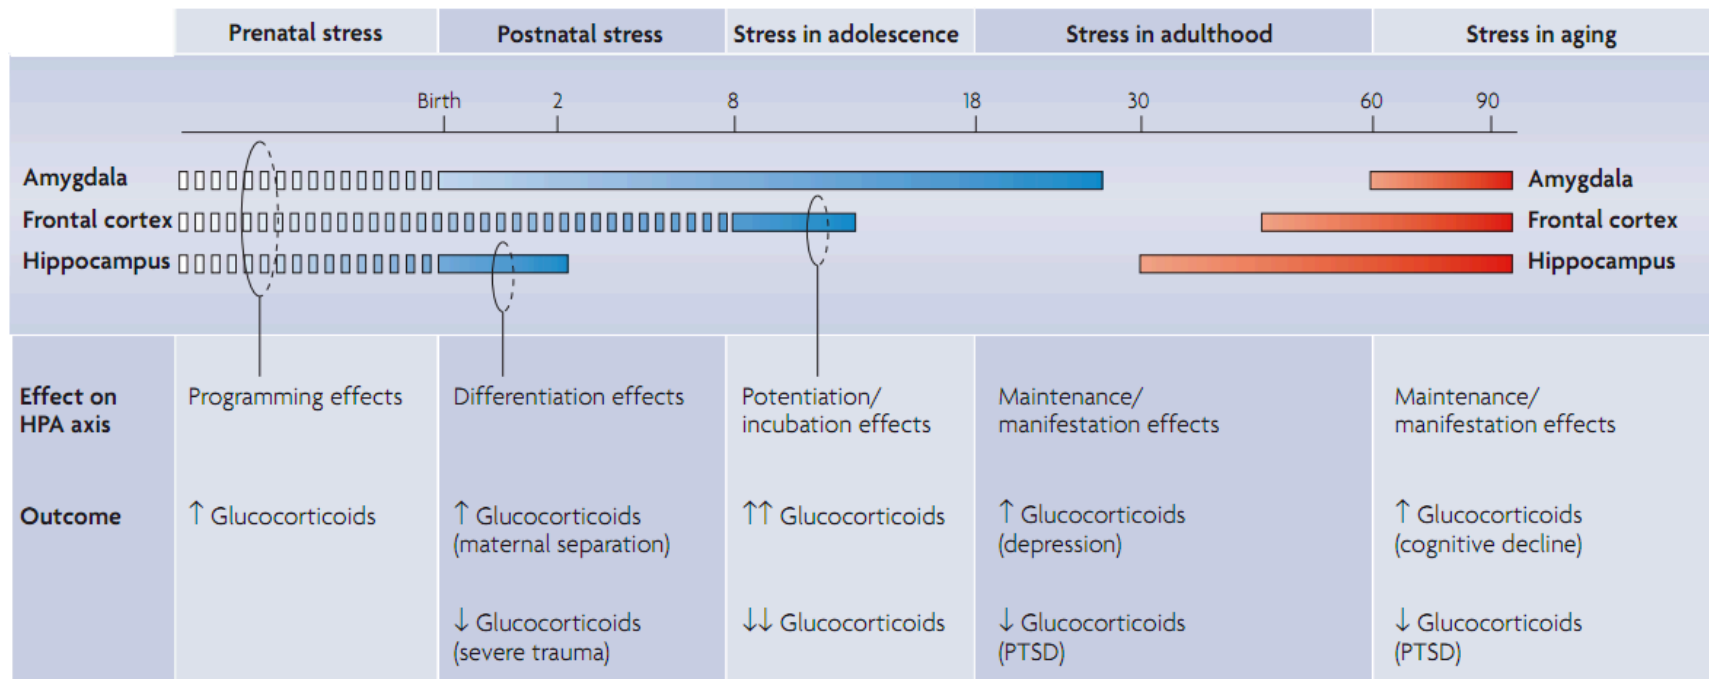 Prenatal stress
Postnatal stress
Stress in adolescence
Stress in adulthood
Stress in aging
Birth
2
8
18
30
60
90
Amygdala
Amygdala
Frontal cortex
Frontal cortex
Hippocampus
Hippocampus
Effect on
HPA axis
Programming effects
Differentiation effects
Potentiation/
incubation effects
Maintenance/
manifestation effects
Maintenance/
manifestation effects
Outcome
↑ Glucocorticoids
↑ Glucocorticoids
(maternal separation)
↑↑ Glucocorticoids
↑ Glucocorticoids
(depression)
↑ Glucocorticoids
(cognitive decline)
↓ Glucocorticoids
(severe trauma)
↓↓ Glucocorticoids
↓ Glucocorticoids
(PTSD)
↓ Glucocorticoids
(PTSD)